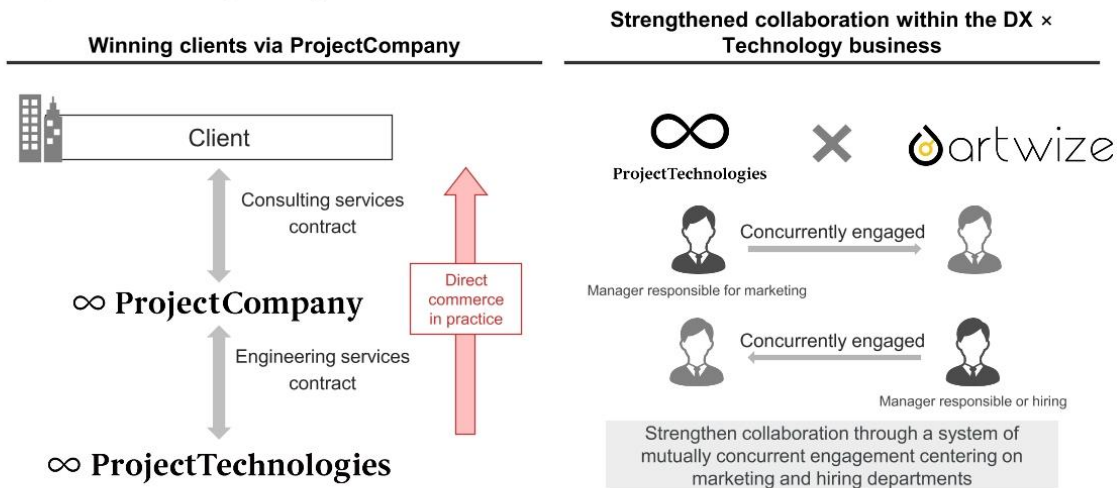 Winning clients via ProjectCompany
Client
Consulting services
contract
ProjectCompany
Direct
commerce
in practice
Engineering services
contract
ProjectTechnologies
Strengthened collaboration within the DX ×
Technology business
ProjectTechnologies
artwize
Concurrently engaged
Manager responsible for marketing
Concurrently engaged
Manager responsible or hiring
Strengthen collaboration through a system of
mutually concurrent engagement centering on
marketing and hiring departments